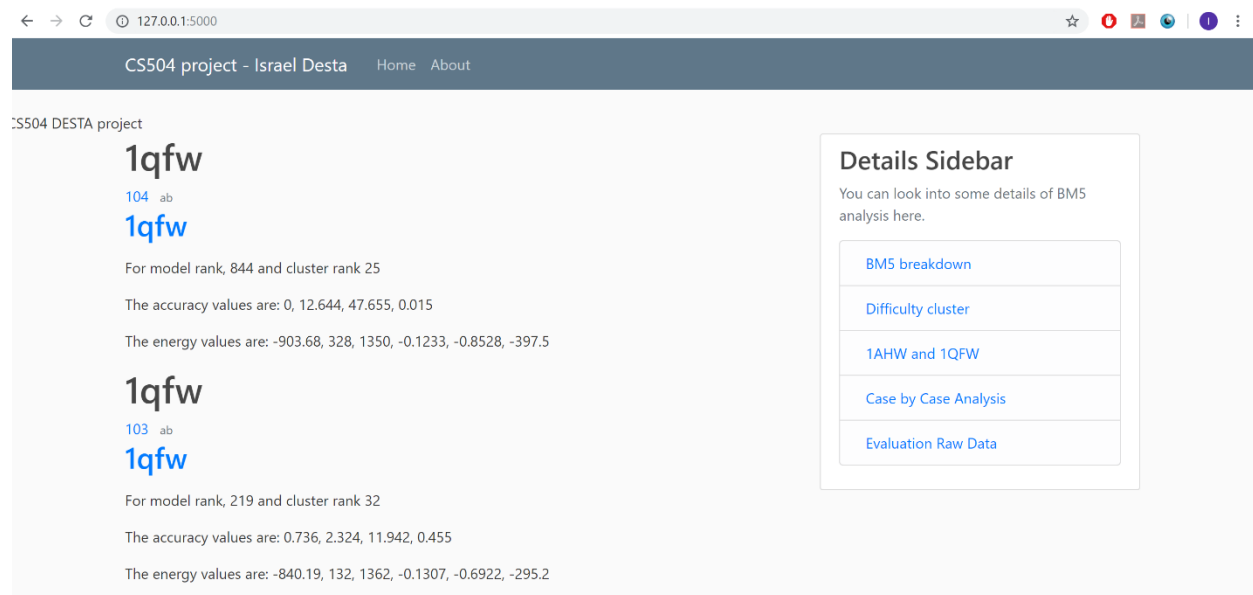 127.0.0.1:5000
CS504 project - Israel Desta Home About
CS504 DESTA project
1qfw
104 ab
1qfw
For model rank, 844 and cluster rank 25
The accuracy values are: 0, 12.644, 47.655, 0.015
The energy values are: -903.68, 328, 1350, -0.1233, -0.8528, -397.5
1qfw
103 ab
1qfw
For model rank, 219 and cluster rank 32
The accuracy values are: 0.736, 2.324, 11.942, 0.455
The energy values are: -840.19, 132, 1362, -0.1307, -0.6922, -295.2
Details Sidebar
You can look into some details of BM5
analysis here.
BM5 breakdown
Difficulty cluster
1AHW and 1QFW
Case by Case Analysis
Evaluation Raw Data